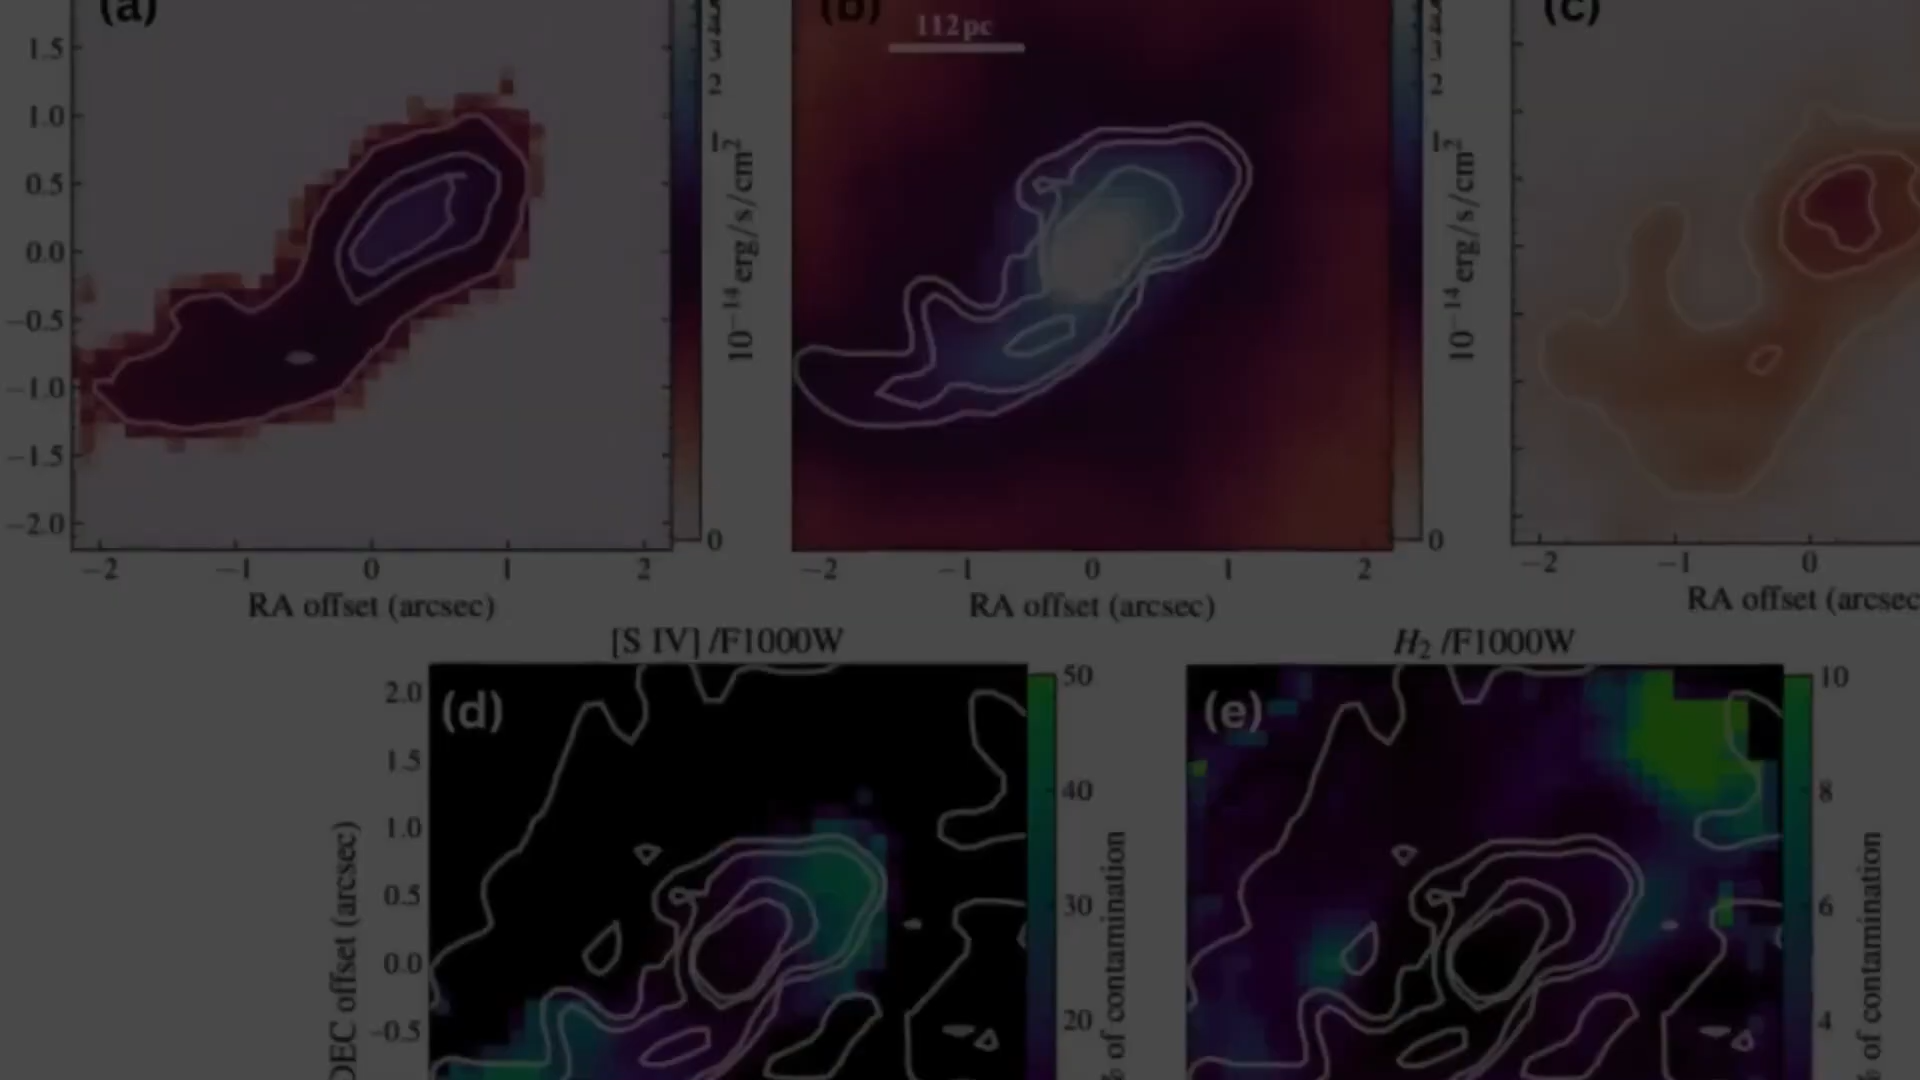 (a)
(b)
(c)
112 pc
1.5
1.0
0.5
0.0
−0.5
−1.0
−1.5
−2.0
−2
−1
0
1
2
RA offset (arcsec)
0
1
2
10⁻¹⁴ erg/s/cm²
−2
−1
0
1
2
RA offset (arcsec)
0
1
2
10⁻¹⁴ erg/s/cm²
−2
−1
0
RA offset (arcsec
[S IV] /F1000W
(d)
2.0
1.5
1.0
0.5
0.0
−0.5
DEC offset (arcsec)
50
40
30
20
of contamination
H₂ /F1000W
(e)
10
8
6
4
of contamination